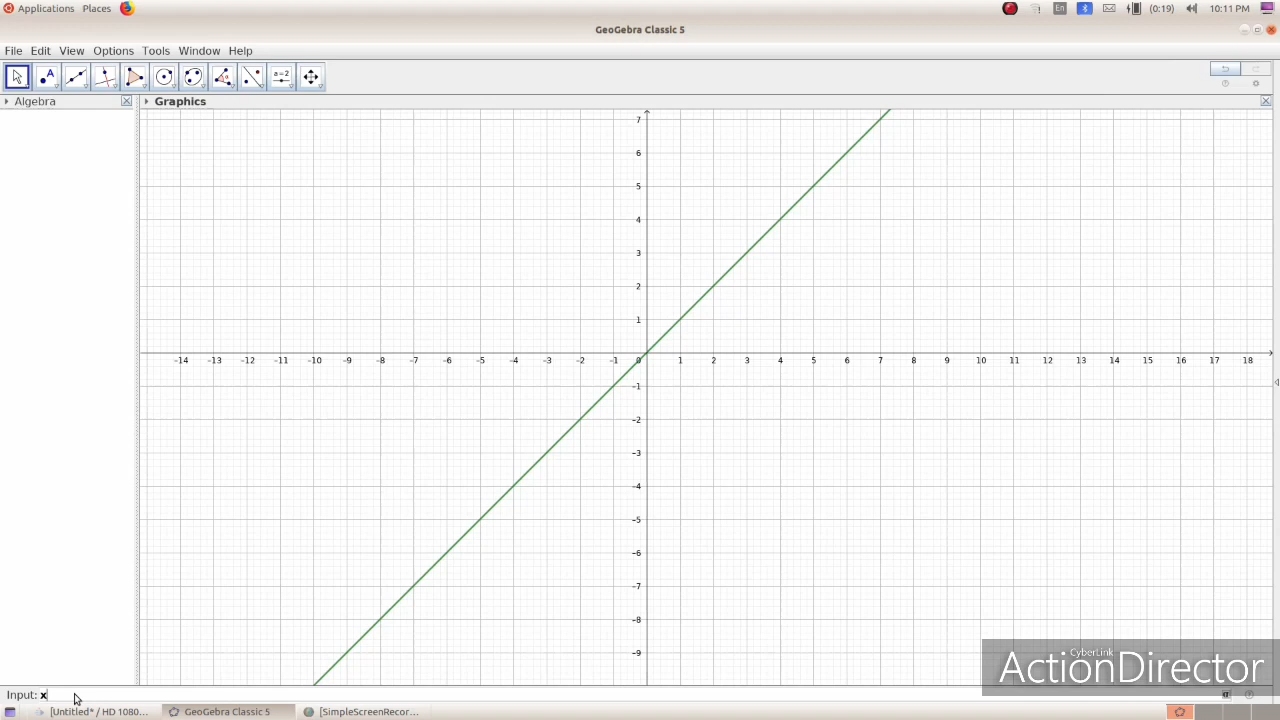 Applications Places En (0:19) 10:11 PM
GeoGebra Classic 5
File Edit View Options Tools Window Help
A a=2
Algebra Graphics
7
6
5
4
3
2
1
-14 -13 -12 -11 -10 -9 -8 -7 -6 -5 -4 -3 -2 -1 0 1 2 3 4 5 6 7 8 9 10 11 12 13 14 15 16 17 18
-1
-2
-3
-4
-5
-6
-7
-8
-9
CyberLink
ActionDirector
Input: x α
[Untitled* / HD 1080... GeoGebra Classic 5 [SimpleScreenRecor...